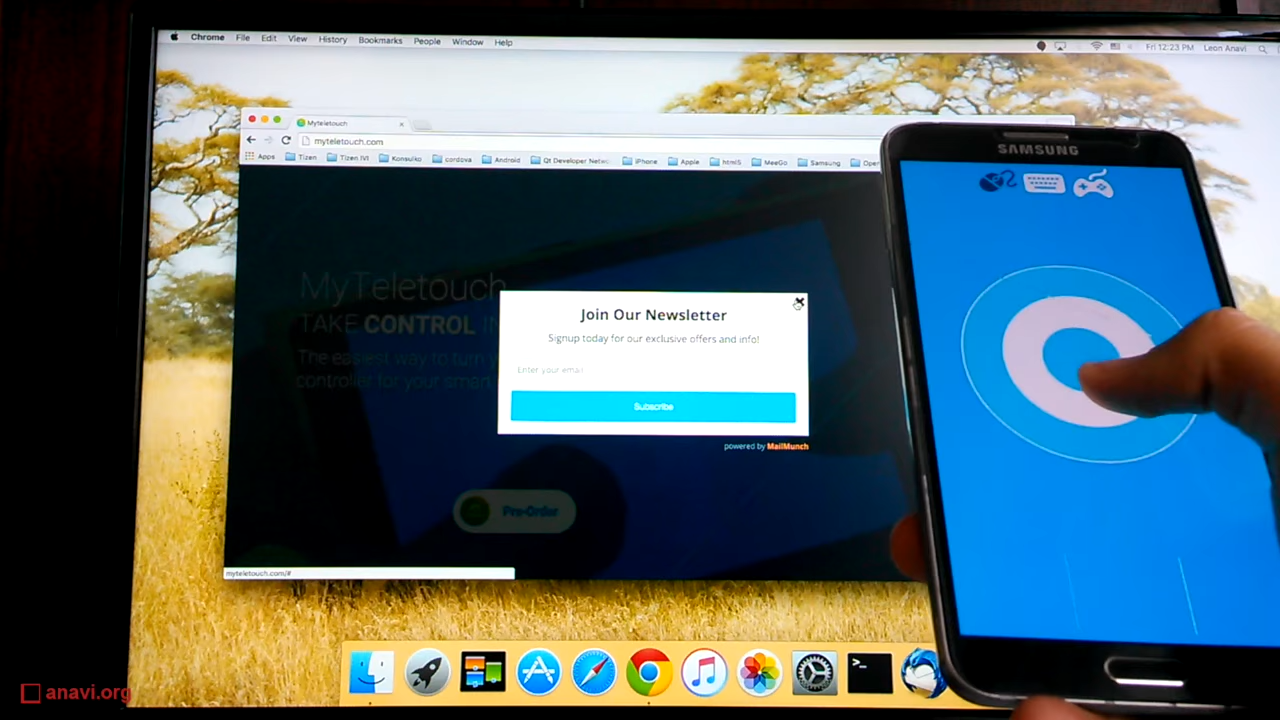 Chrome File Edit View History Bookmarks People Window Help
Fri 12:23 PM Leon Anavi
Myteletouch
myteletouch.com
Apps Tizen Tizen IVI Konsulko cordova Android Qt Developer Netw iPhone Apple html5 MeeGo Samsung Open
SAMSUNG
MyTeletouch
TAKE CONTROL IN
The easiest way to turn y
controller for your smar
Join Our Newsletter
Signup today for our exclusive offers and info!
Enter your email
Subscribe
powered by MailMunch
Pre-Order
myteletouch.com/#
>_
anavi.org